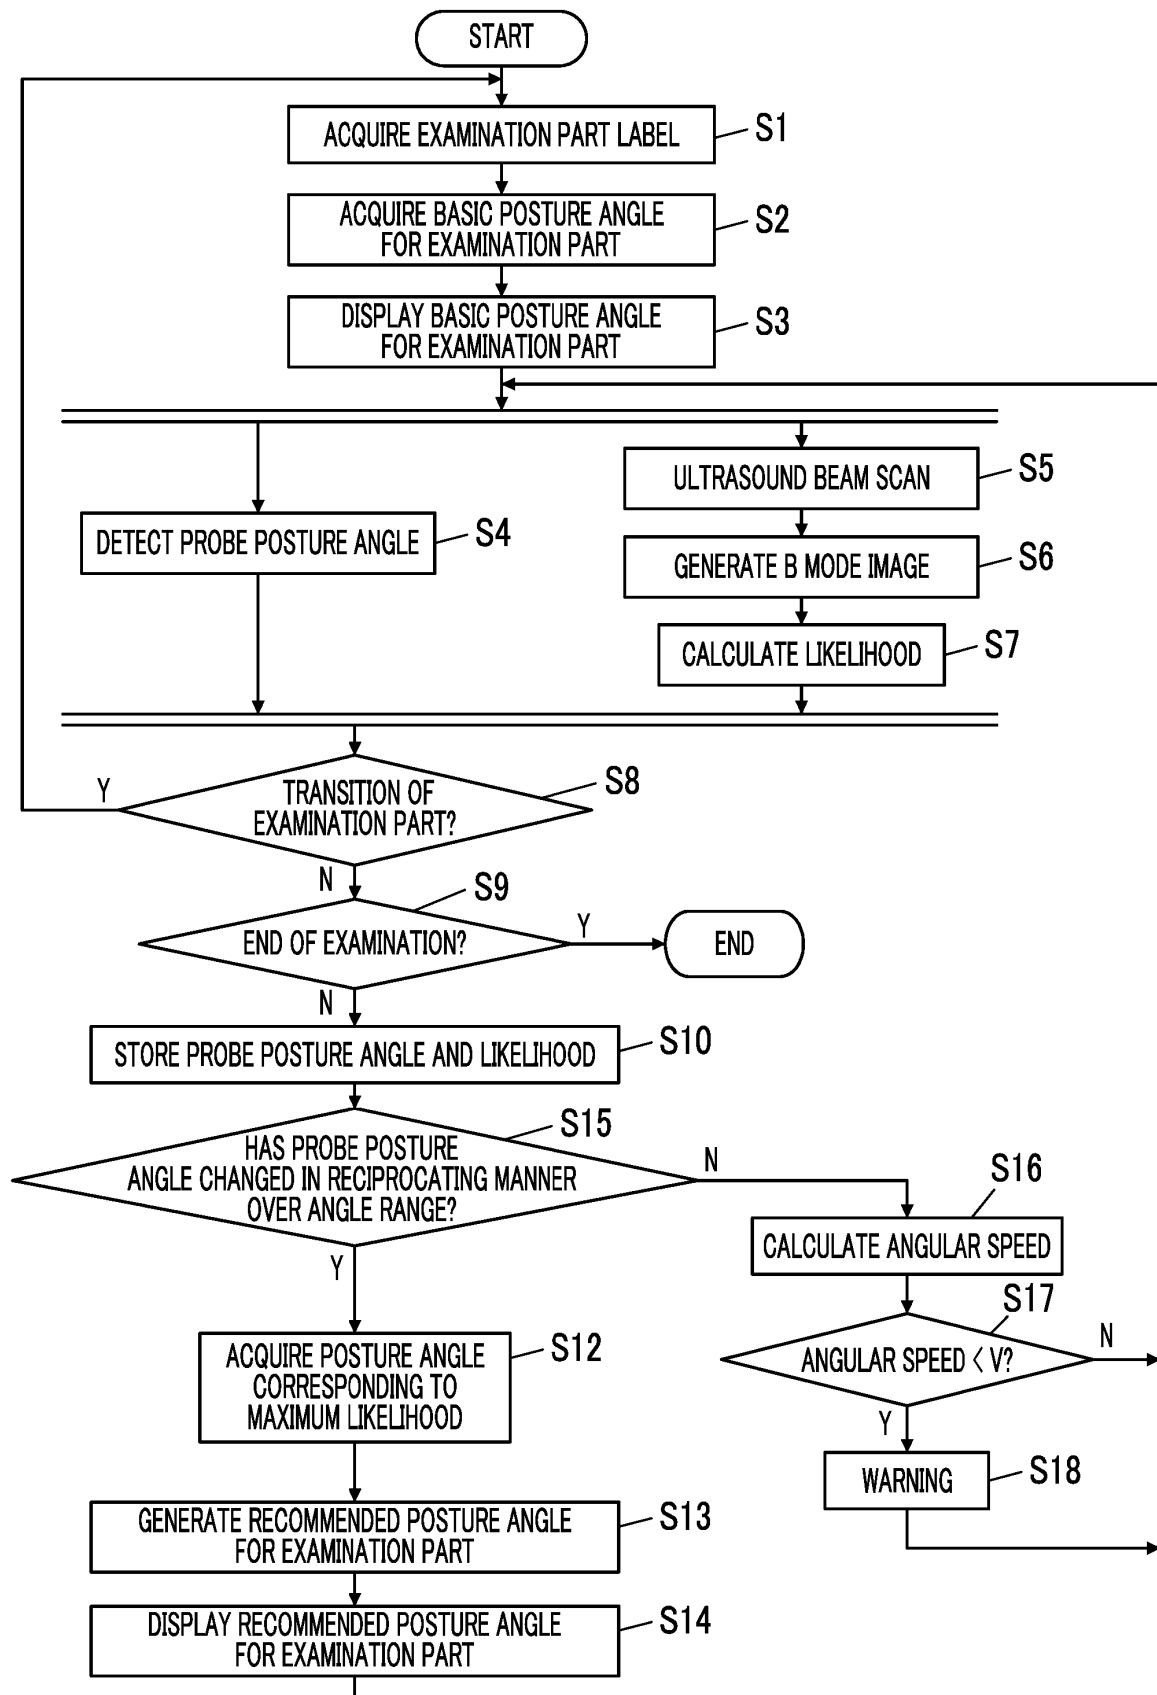 START
ACQUIRE EXAMINATION PART LABEL
S1
ACQUIRE BASIC POSTURE ANGLE
FOR EXAMINATION PART
S2
DISPLAY BASIC POSTURE ANGLE
FOR EXAMINATION PART
S3
DETECT PROBE POSTURE ANGLE
S4
ULTRASOUND BEAM SCAN
S5
GENERATE B MODE IMAGE
S6
CALCULATE LIKELIHOOD
S7
Y
TRANSITION OF
EXAMINATION PART?
S8
N
END OF EXAMINATION?
S9
Y
END
N
STORE PROBE POSTURE ANGLE AND LIKELIHOOD
S10
HAS PROBE POSTURE
ANGLE CHANGED IN RECIPROCATING MANNER
OVER ANGLE RANGE?
S15
N
Y
CALCULATE ANGULAR SPEED
S16
ANGULAR SPEED < V?
S17
N
Y
WARNING
S18
ACQUIRE POSTURE ANGLE
CORRESPONDING TO
MAXIMUM LIKELIHOOD
S12
GENERATE RECOMMENDED POSTURE ANGLE
FOR EXAMINATION PART
S13
DISPLAY RECOMMENDED POSTURE ANGLE
FOR EXAMINATION PART
S14